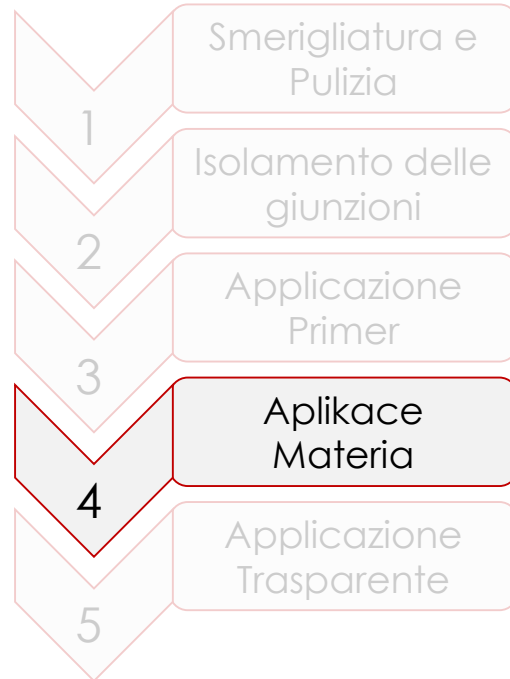 Smerigliatura e
Pulizia
1
Isolamento delle
giunzioni
2
Applicazione
Primer
3
Aplikace
Materia
4
Applicazione
Trasparente
5